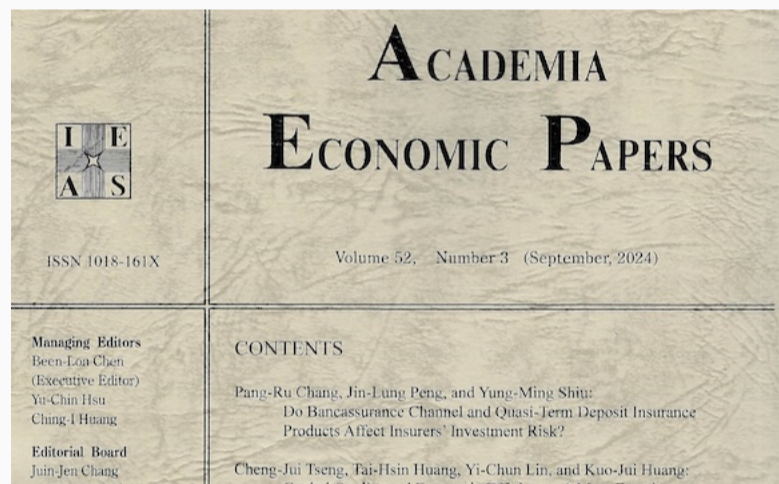 ACADEMIA
ECONOMIC PAPERS
I E
A S
ISSN 1018-161X
Volume 52, Number 3 (September, 2024)
Managing Editors
Been-Lon Chen
(Executive Editor)
Yu-Chin Hsu
Ching-I Huang
Editorial Board
Juin-Jen Chang
CONTENTS
Pang-Ru Chang, Jin-Lung Peng, and Yung-Ming Shiu:
Do Bancassurance Channel and Quasi-Term Deposit Insurance
Products Affect Insurers' Investment Risk?
Cheng-Jui Tseng, Tai-Hsin Huang, Yi-Chun Lin, and Kuo-Jui Huang: